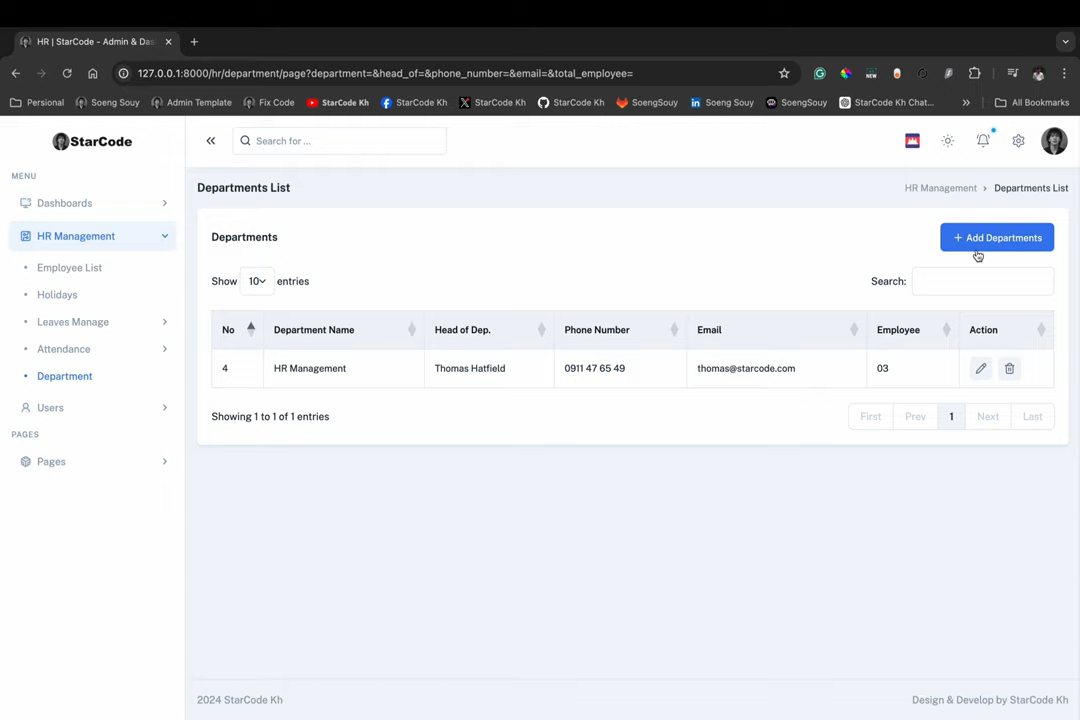 HR | StarCode - Admin & Das
127.0.0.1:8000/hr/department/page?department=&head_of=&phone_number=&email=&total_employee=
Personal Soeng Souy Admin Template Fix Code StarCode Kh StarCode Kh StarCode Kh StarCode Kh SoengSouy Soeng Souy SoengSouy StarCode Kh Chat... » All Bookmarks
StarCode
Search for ...
MENU
Dashboards
HR Management
Employee List
Holidays
Leaves Manage
Attendance
Department
Users
PAGES
Pages
Departments List
HR Management > Departments List
Departments
+ Add Departments
Show 10 entries
Search:
No Department Name Head of Dep. Phone Number Email Employee Action
4 HR Management Thomas Hatfield 0911 47 65 49 thomas@starcode.com 03
Showing 1 to 1 of 1 entries
First Prev 1 Next Last
2024 StarCode Kh
Design & Develop by StarCode Kh